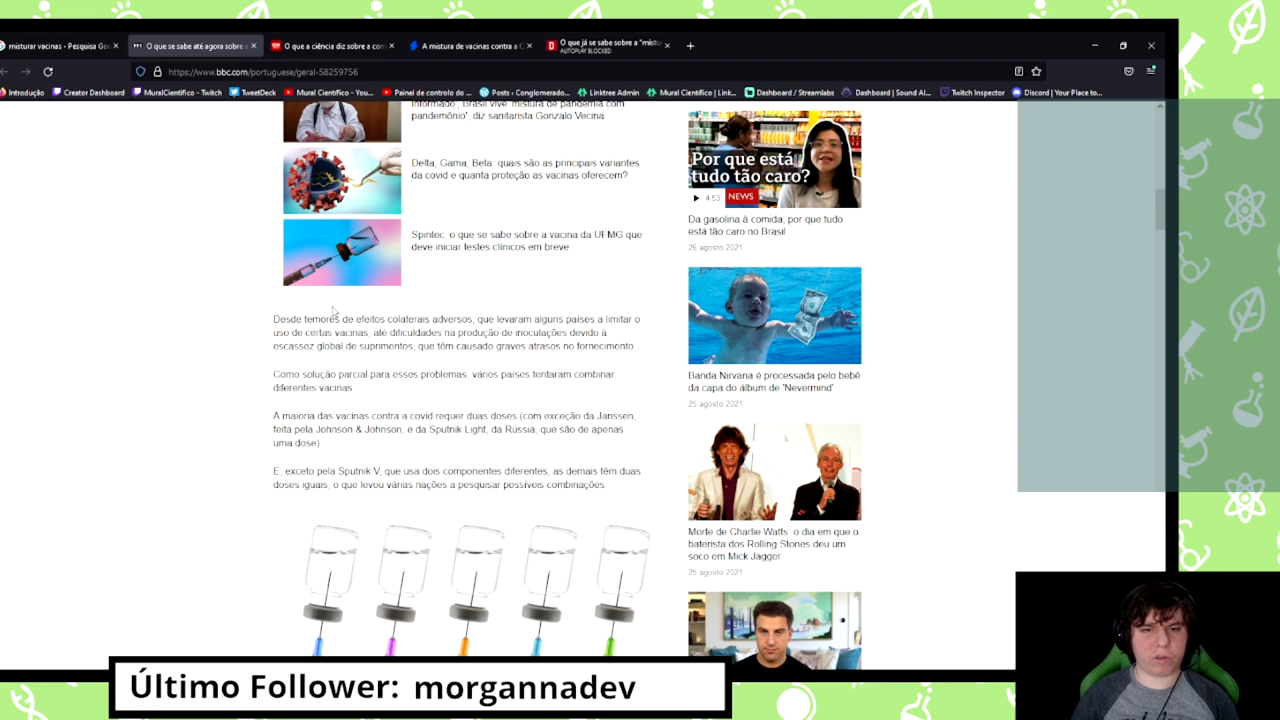 misturar vacinas - Pesquisa Goo
BBC O que se sabe até agora sobre a
O que a ciência diz sobre a com
A mistura de vacinas contra a C
O que já se sabe sobre a "mistu
AUTOPLAY BLOCKED
https://www.bbc.com/portuguese/geral-58259756
Introdução
Creator Dashboard
MuralCientífico - Twitch
TweetDeck
Mural Científico - You...
Painel de controle do ...
Posts ‹ Conglomerado...
Linktree Admin
Mural Científico | Link...
Dashboard / Streamlabs
Dashboard | Sound Al...
Twitch Inspector
Discord | Your Place to...
informado', Brasil vive 'mistura de pandemia com
pandemônio', diz sanitarista Gonzalo Vecina
Delta, Gama, Beta: quais são as principais variantes
da covid e quanta proteção as vacinas oferecem?
Spintec: o que se sabe sobre a vacina da UFMG que
deve iniciar testes clínicos em breve
Desde temores de efeitos colaterais adversos, que levaram alguns países a limitar o
uso de certas vacinas, até dificuldades na produção de inoculações devido à
escassez global de suprimentos, que têm causado graves atrasos no fornecimento.
Como solução parcial para esses problemas, vários países tentaram combinar
diferentes vacinas.
A maioria das vacinas contra a covid requer duas doses (com exceção da Janssen,
feita pela Johnson & Johnson, e da Sputnik Light, da Rússia, que são de apenas
uma dose).
E, exceto pela Sputnik V, que usa dois componentes diferentes, as demais têm duas
doses iguais, o que levou várias nações a pesquisar possíveis combinações.
Por que está
tudo tão caro?
4:53 NEWS
Da gasolina à comida, por que tudo
está tão caro no Brasil
26 agosto 2021
Banda Nirvana é processada pelo bebê
da capa do álbum de 'Nevermind'
25 agosto 2021
Morte de Charlie Watts: o dia em que o
baterista dos Rolling Stones deu um
soco em Mick Jagger
25 agosto 2021
Último Follower: morgannadev